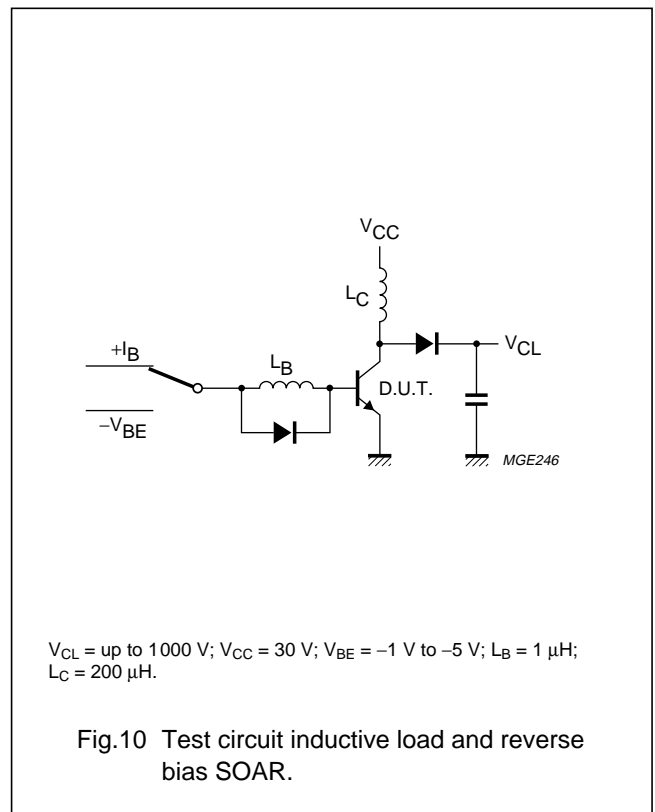 VCC
LC
+IB
LB
VCL
D.U.T.
−VBE
MGE246
VCL = up to 1000 V; VCC = 30 V; VBE = −1 V to −5 V; LB = 1 μH;
LC = 200 μH.
Fig.10 Test circuit inductive load and reverse
bias SOAR.